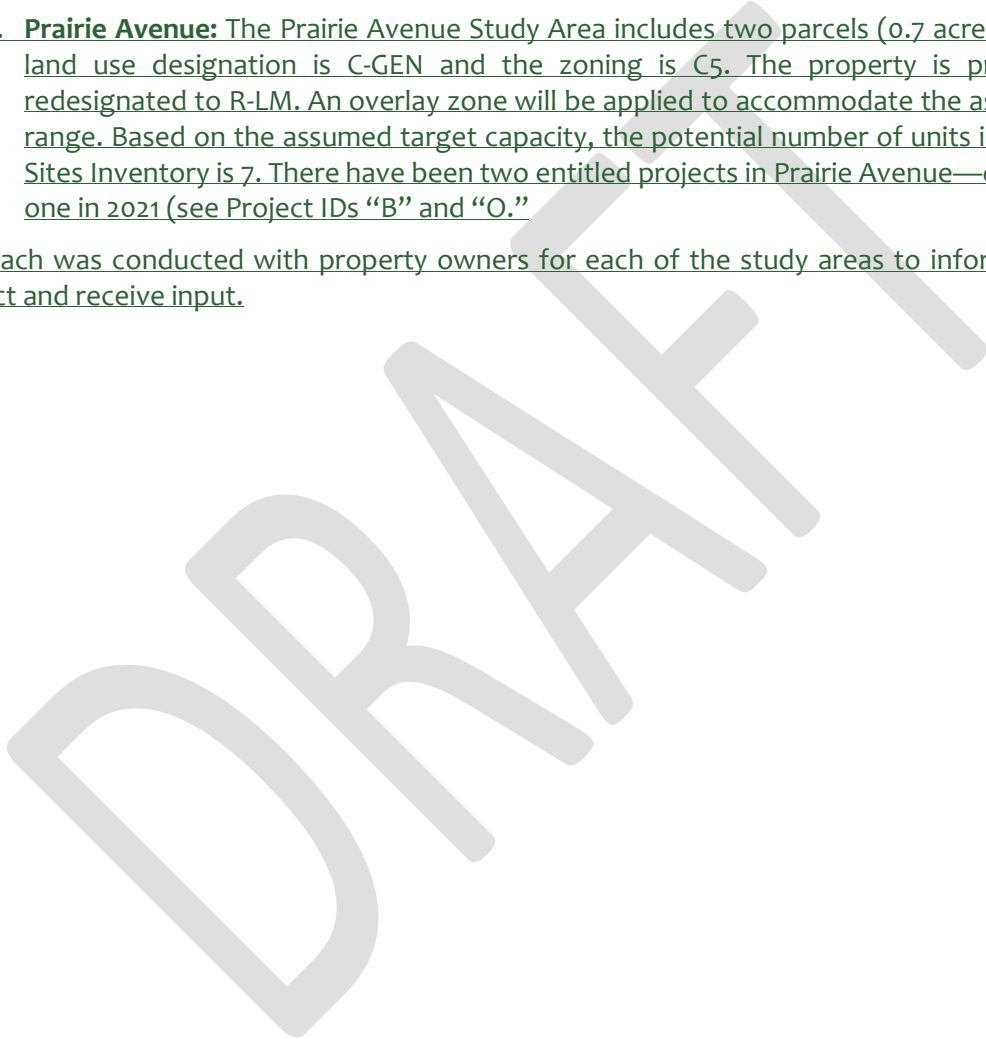 . Prairie Avenue: The Prairie Avenue Study Area includes two parcels (0.7 acre
land use designation is C-GEN and the zoning is C5. The property is pr
redesignated to R-LM. An overlay zone will be applied to accommodate the as
range. Based on the assumed target capacity, the potential number of units i
Sites Inventory is 7. There have been two entitled projects in Prairie Avenue—
one in 2021 (see Project IDs “B” and “O.”
ach was conducted with property owners for each of the study areas to infor
ct and receive input.
DRAFT